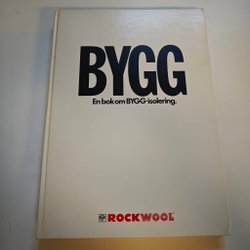 BYGG
En bok om BYGG-isolering.
ROCKWOOL